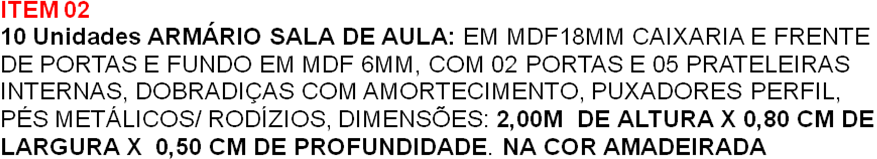 ITEM 02
10 Unidades ARMÁRIO SALA DE AULA: EM MDF18MM CAIXARIA E FRENTE
DE PORTAS E FUNDO EM MDF 6MM, COM 02 PORTAS E 05 PRATELEIRAS
INTERNAS, DOBRADIÇAS COM AMORTECIMENTO, PUXADORES PERFIL,
PÉS METÁLICOS/ RODÍZIOS, DIMENSÕES: 2,00M  DE ALTURA X 0,80 CM DE
LARGURA X  0,50 CM DE PROFUNDIDADE. NA COR AMADEIRADA